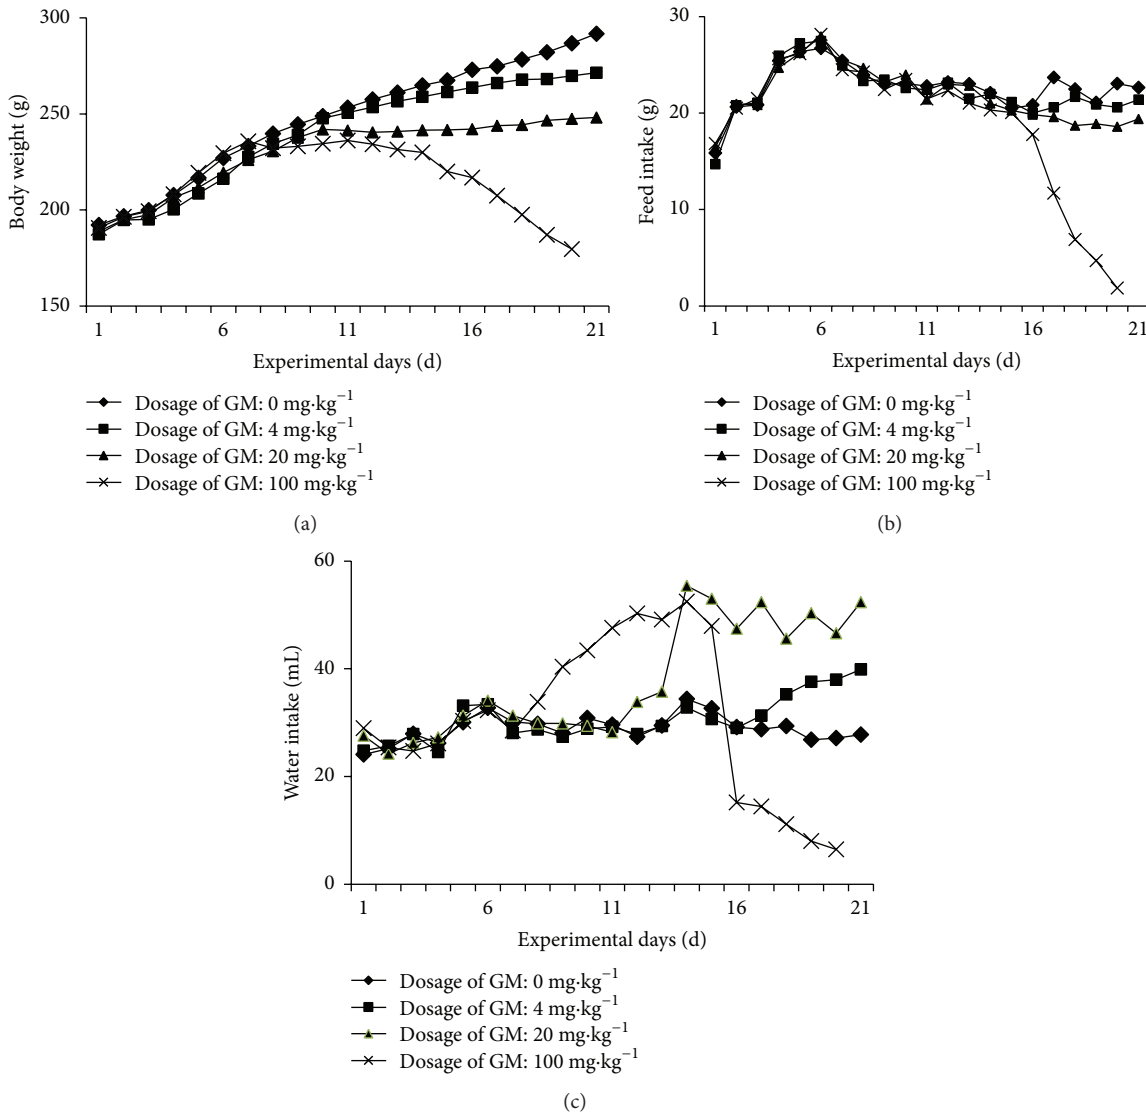 300
250
200
150
Body weight (g)
1 6 11 16 21
Experimental days (d)
Dosage of GM: 0 mg·kg⁻¹
Dosage of GM: 4 mg·kg⁻¹
Dosage of GM: 20 mg·kg⁻¹
Dosage of GM: 100 mg·kg⁻¹
(a)
30
20
10
0
Feed intake (g)
1 6 11 16 21
Experimental days (d)
Dosage of GM: 0 mg·kg⁻¹
Dosage of GM: 4 mg·kg⁻¹
Dosage of GM: 20 mg·kg⁻¹
Dosage of GM: 100 mg·kg⁻¹
(b)
60
40
20
0
Water intake (mL)
1 6 11 16 21
Experimental days (d)
Dosage of GM: 0 mg·kg⁻¹
Dosage of GM: 4 mg·kg⁻¹
Dosage of GM: 20 mg·kg⁻¹
Dosage of GM: 100 mg·kg⁻¹
(c)